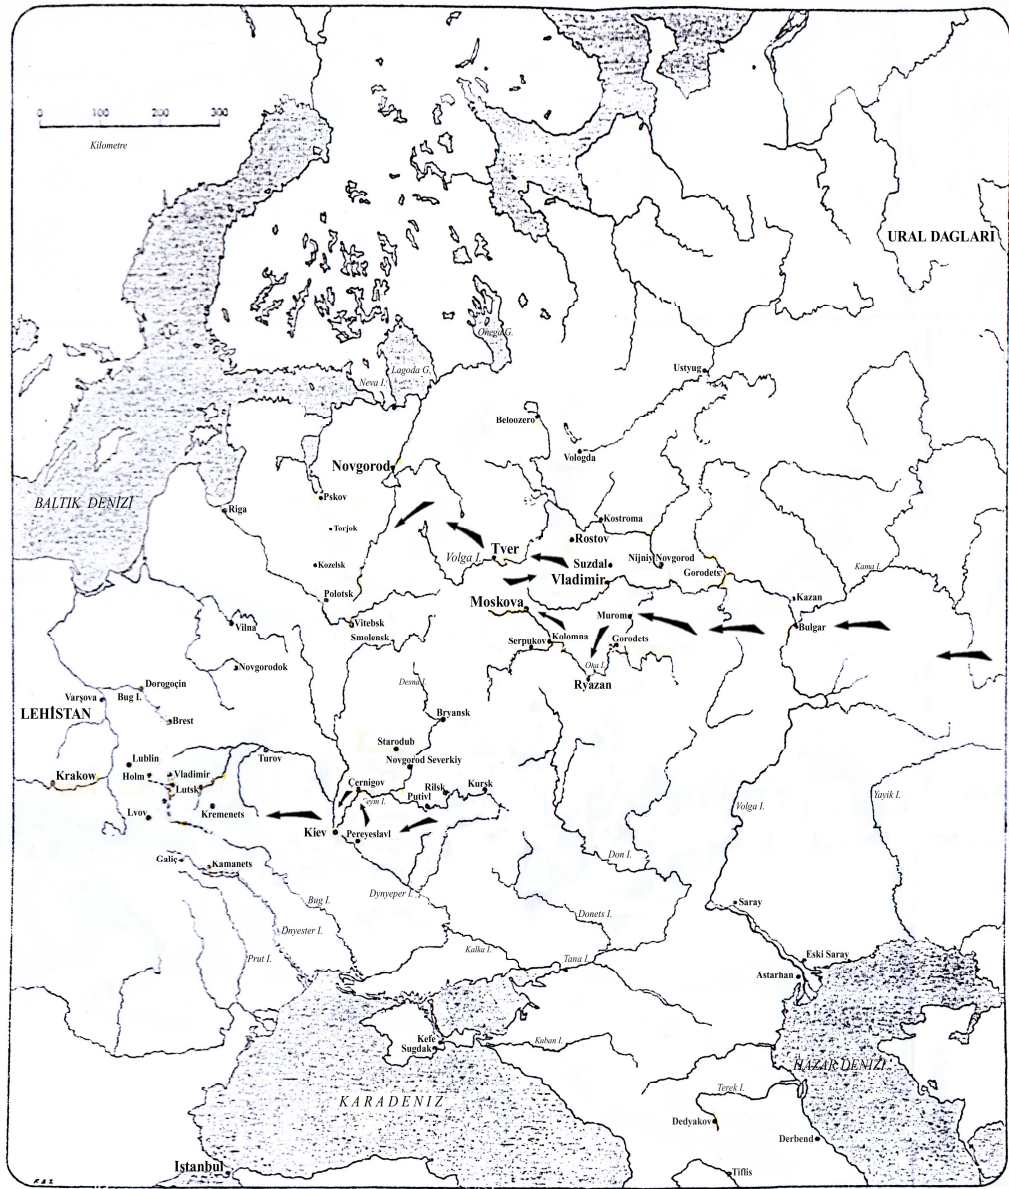 0 100 200 300
Kilometre
URAL DAGLARI
Onega G.
Lagoda G.
Neva I.
Ustyug
Beloozero
Vologda
Novgorod
Pskov
BALTIK DENİZİ
Riga
Torjok
Kostroma
Rostov
Tver
Volga I.
Suzdal
Nijniy Novgorod
Vladimir
Gorodets
Kama I.
Kozelsk
Polotsk
Moskova
Kazan
Murom
Bulgar
Vitebsk
Vilna
Smolensk
Serpukov
Kolomna
Gorodets
Oka I.
Novgorodok
Ryazan
Desna I.
Dorogoçin
Varşova
Bug I.
LEHİSTAN
Brest
Bryansk
Starodub
Turov
Novgorod Severkiy
Lublin
Holm
Vladimir
Krakow
Lutsk
Çernigov
Rilsk
Kursk
Seym I.
Putivl
Volga I.
Yayik I.
Kremenets
Lvov
Kiev
Pereyeslavl
Galiç
Kamanets
Don I.
Dynyeper I.
Bug I.
Donets I.
Saray
Dnyester I.
Kalka I.
Tana I.
Prut I.
Eski Saray
Astarhan
Kefe
Sugdak
Kuban I.
HAZAR DENIZI
KARADENIZ
Terek I.
Dedyakov
Derbend
Istanbul
Tiflis